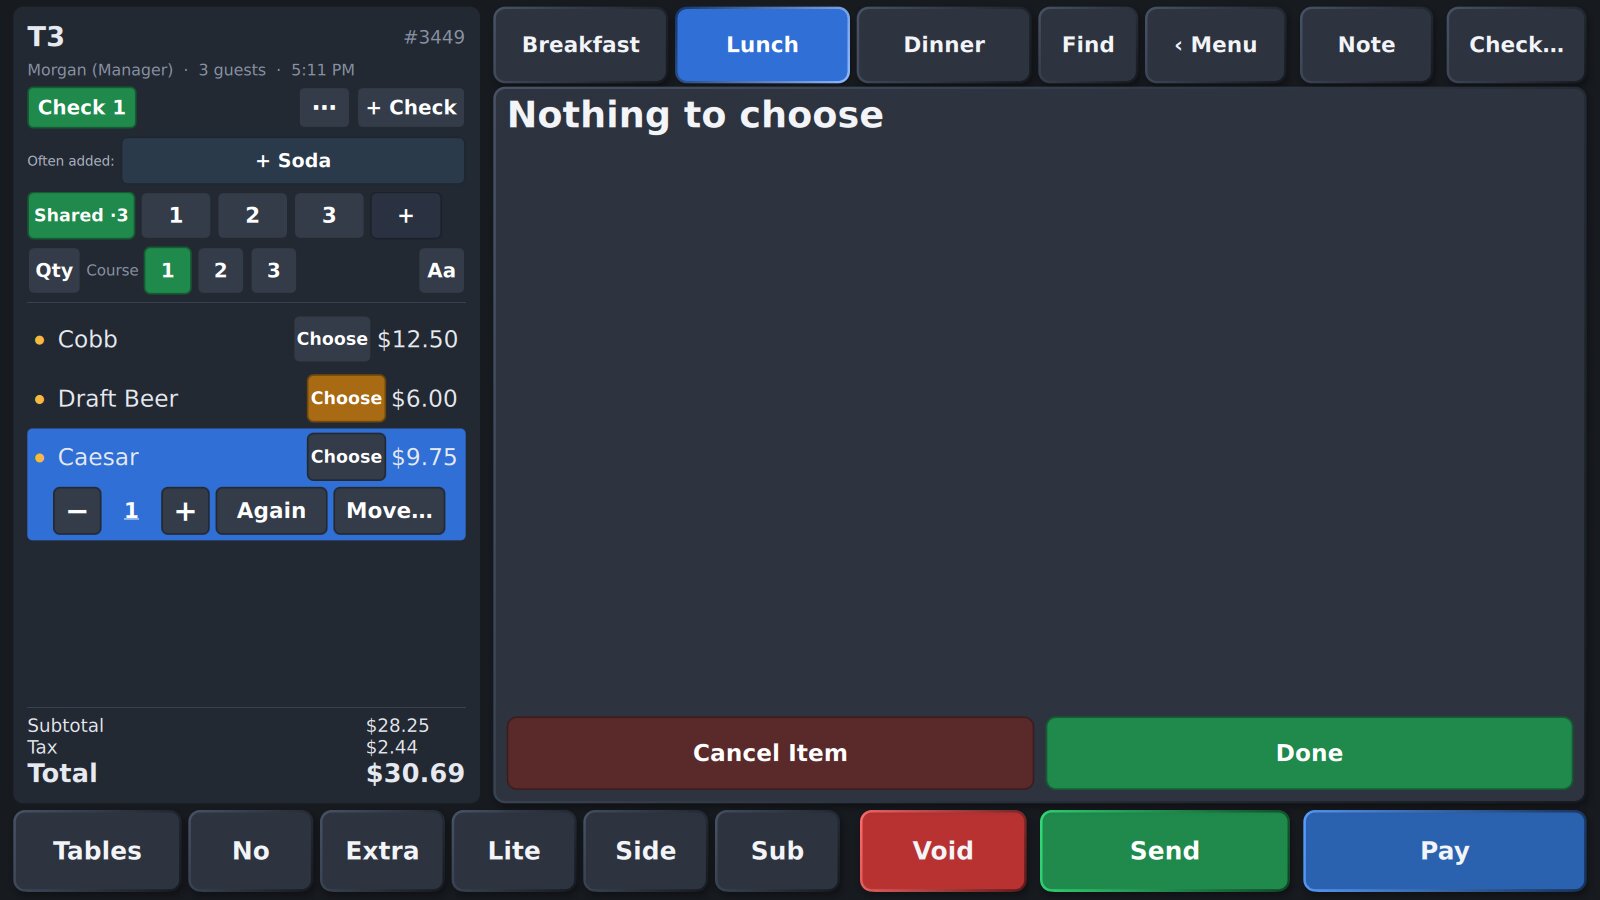 T3 #3449
Morgan (Manager) · 3 guests · 5:11 PM
Check 1 ··· + Check
Often added: + Soda
Shared ·3 1 2 3 +
Qty Course 1 2 3 Aa
Cobb Choose $12.50
Draft Beer Choose $6.00
Caesar Choose $9.75
− 1 + Again Move…
Subtotal $28.25
Tax $2.44
Total $30.69
Breakfast Lunch Dinner Find ‹ Menu Note Check…
Nothing to choose
Cancel Item Done
Tables No Extra Lite Side Sub Void Send Pay